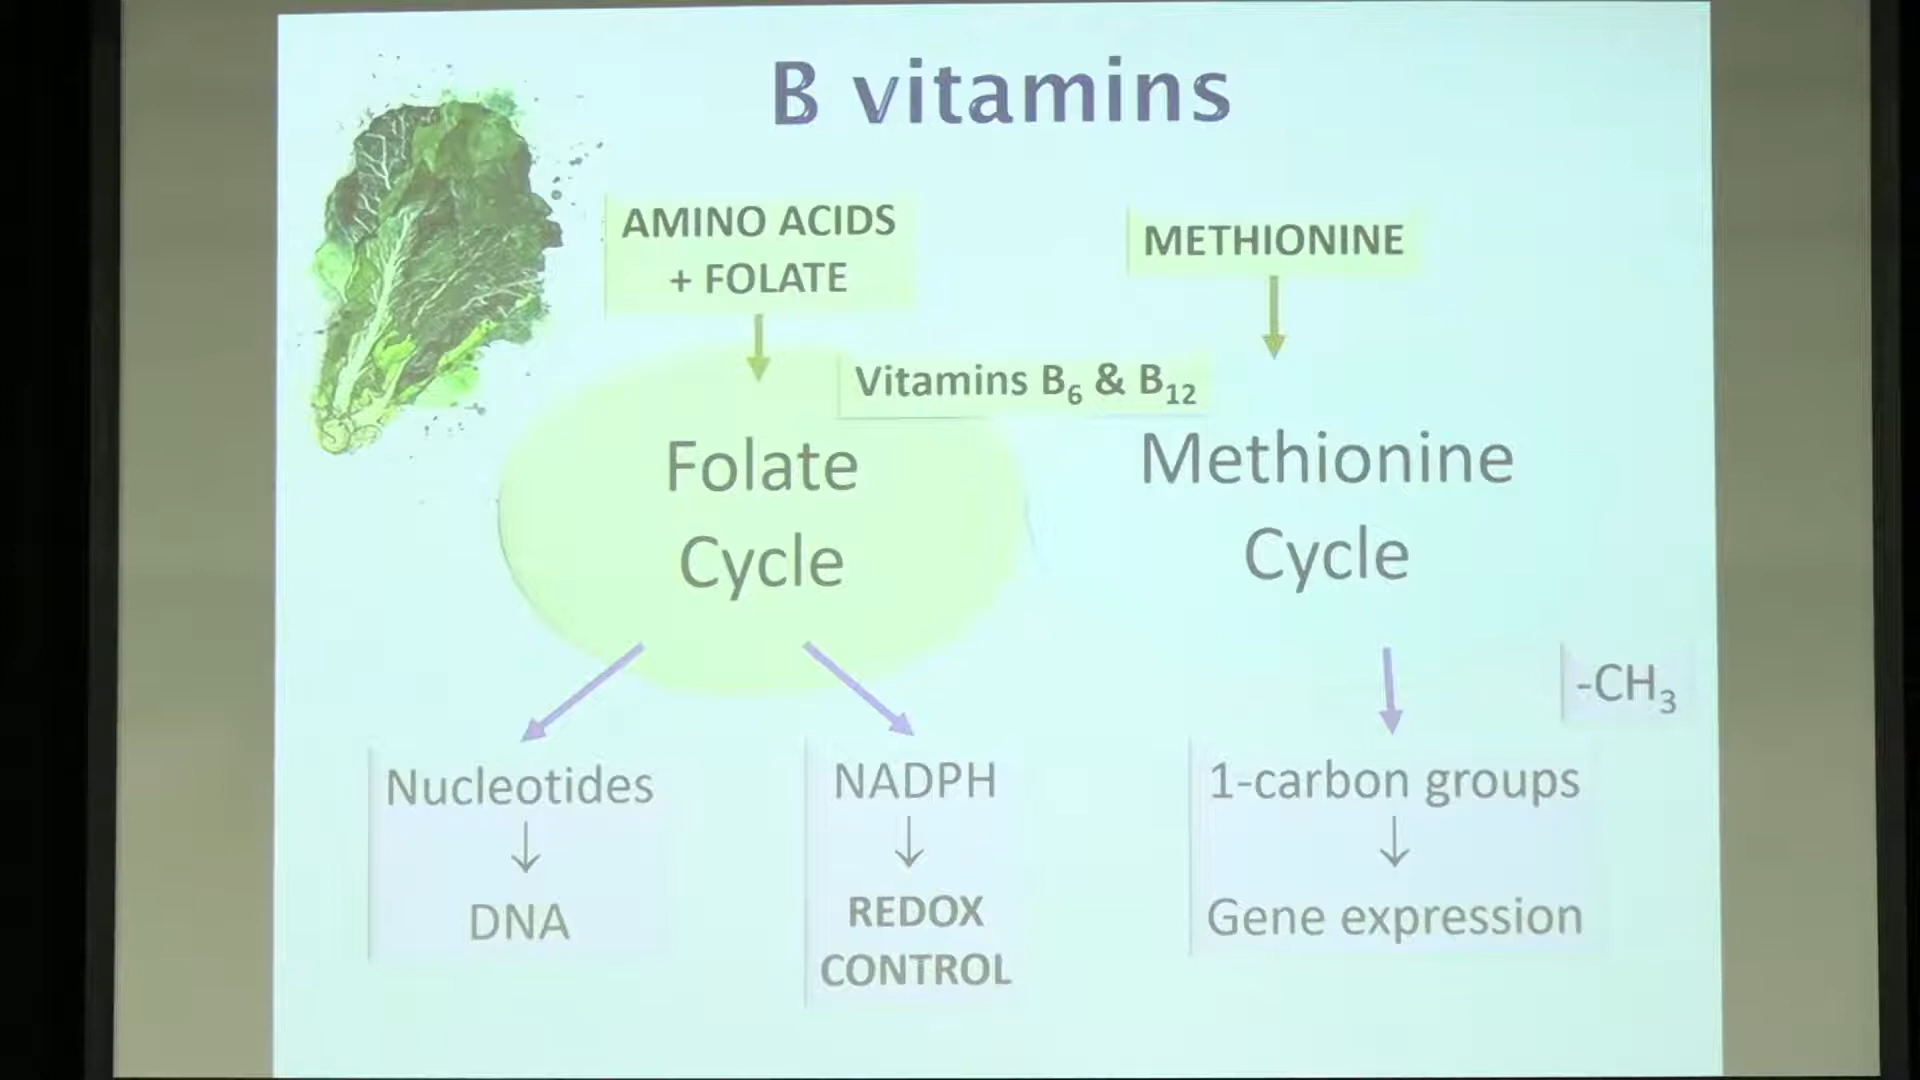 B vitamins
AMINO ACIDS
+ FOLATE
METHIONINE
Vitamins B₆ & B₁₂
Folate
Cycle
Methionine
Cycle
-CH₃
Nucleotides
↓
DNA
NADPH
↓
REDOX
CONTROL
1-carbon groups
↓
Gene expression